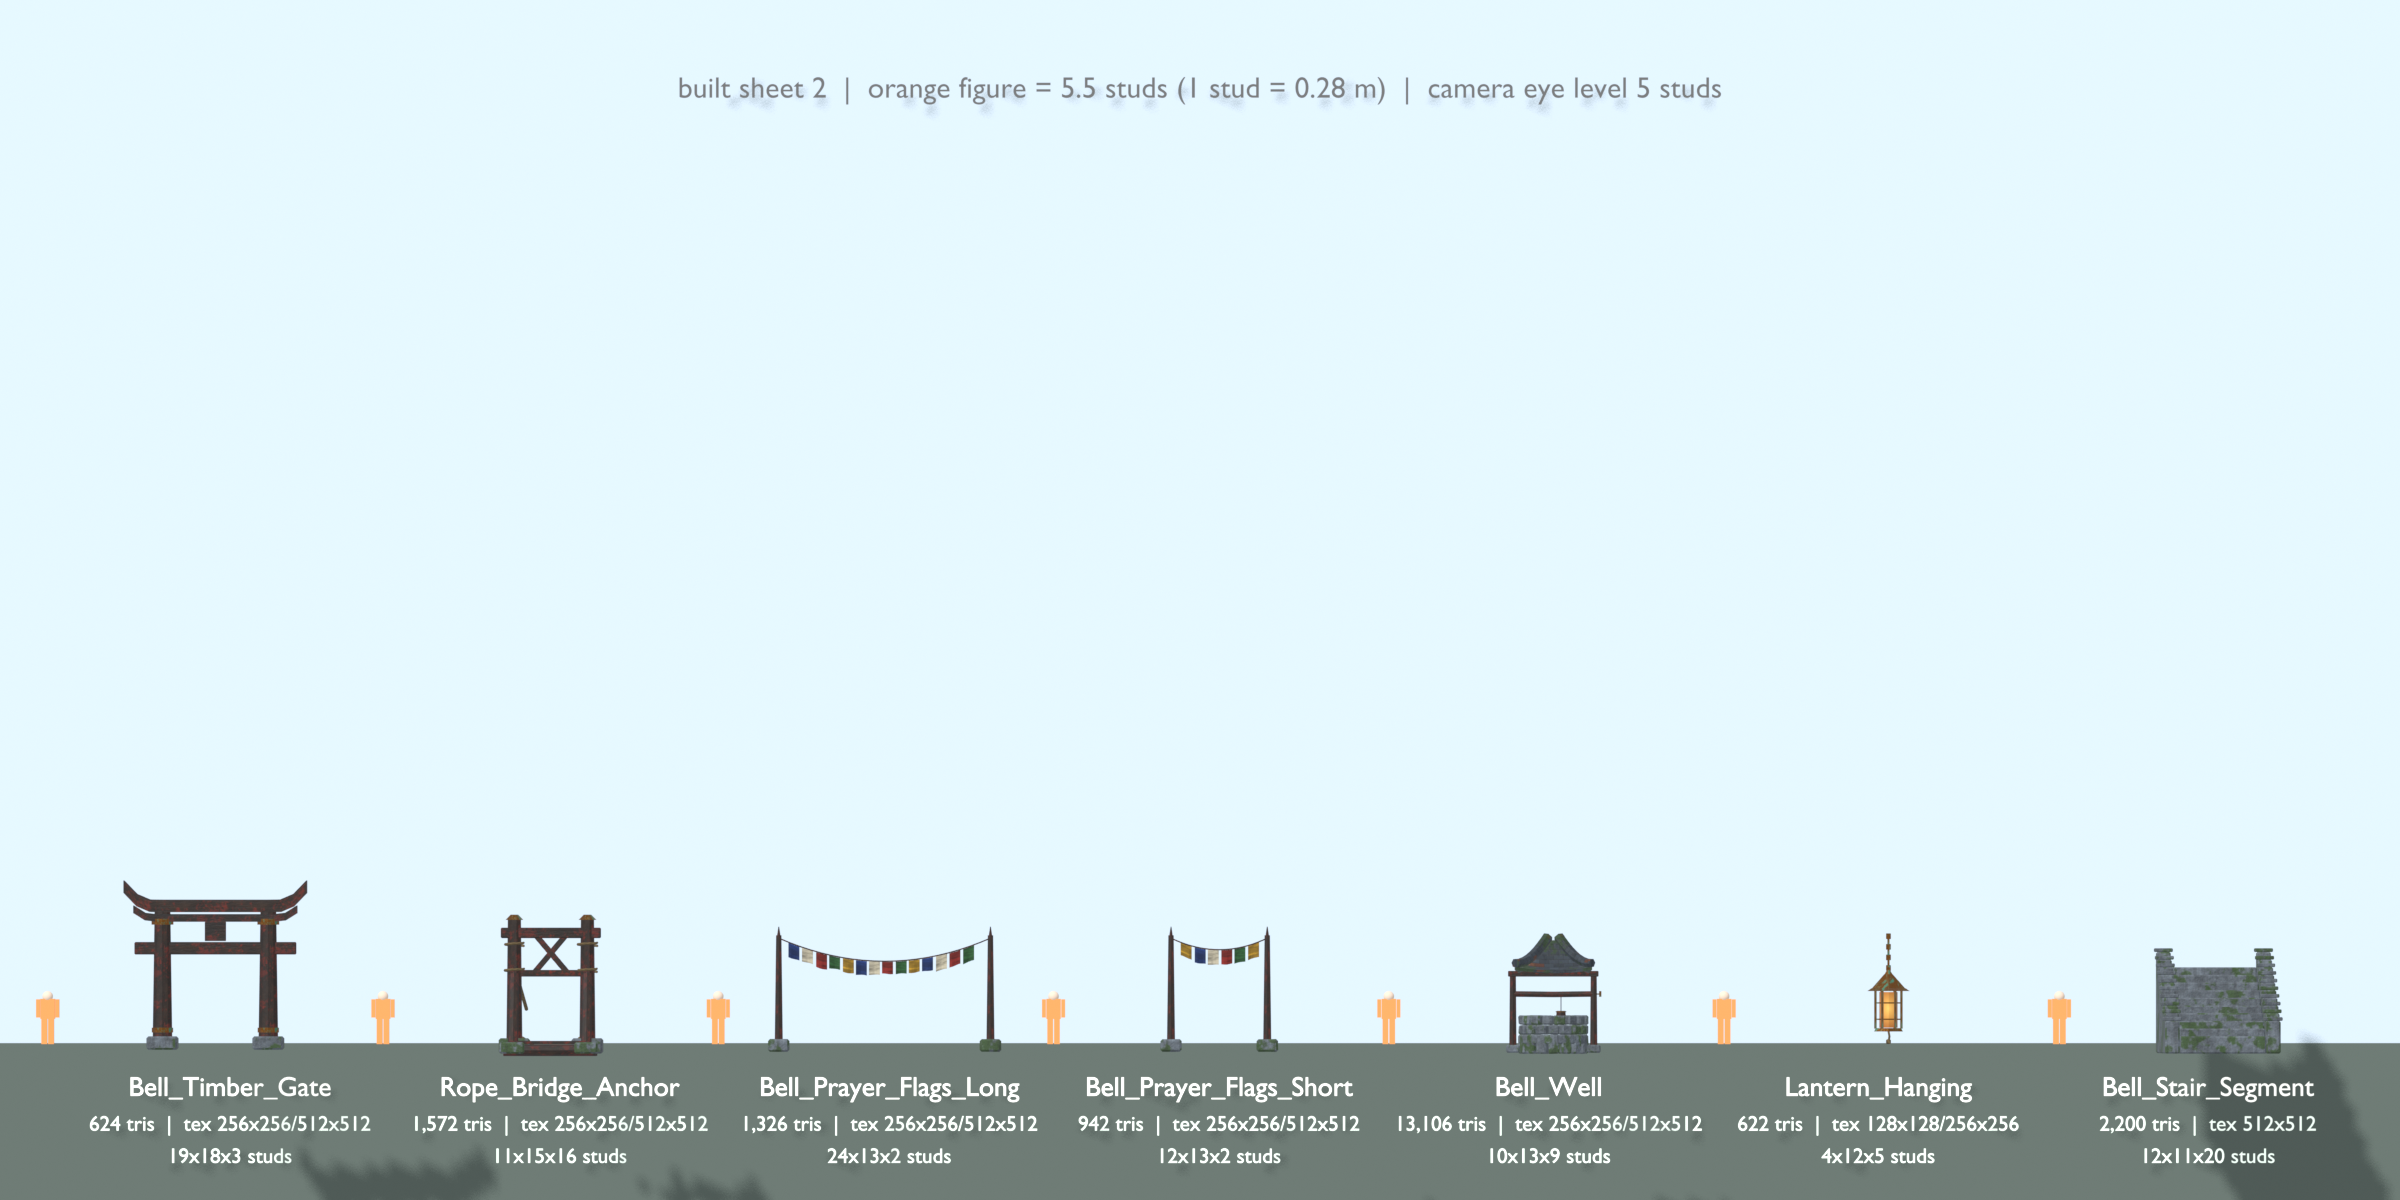 built sheet 2 | orange figure = 5.5 studs (1 stud = 0.28 m) | camera eye level 5 studs
Bell_Timber_Gate
624 tris | tex 256x256/512x512
19x18x3 studs
Rope_Bridge_Anchor
1,572 tris | tex 256x256/512x512
11x15x16 studs
Bell_Prayer_Flags_Long
1,326 tris | tex 256x256/512x512
24x13x2 studs
Bell_Prayer_Flags_Short
942 tris | tex 256x256/512x512
12x13x2 studs
Bell_Well
13,106 tris | tex 256x256/512x512
10x13x9 studs
Lantern_Hanging
622 tris | tex 128x128/256x256
4x12x5 studs
Bell_Stair_Segment
2,200 tris | tex 512x512
12x11x20 studs